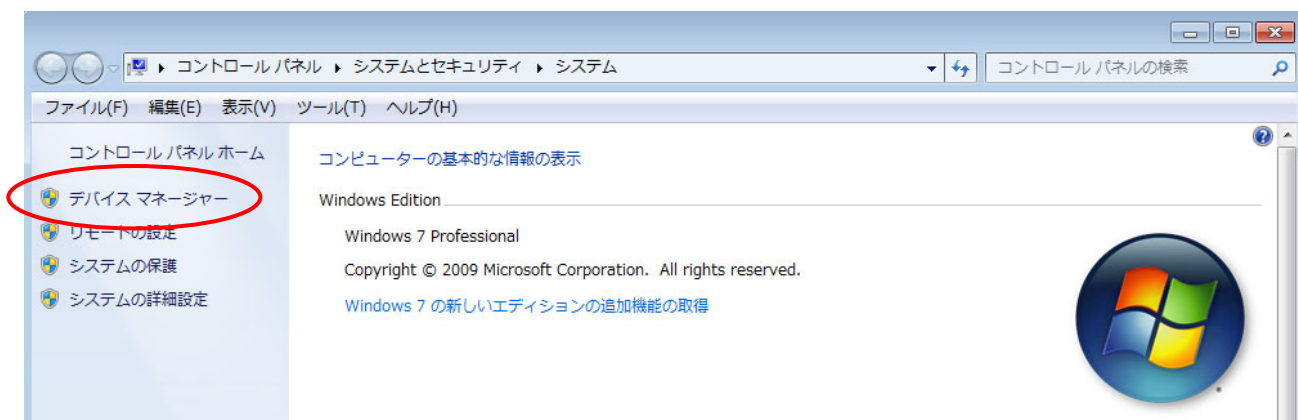 コントロール パネル ▸ システムとセキュリティ ▸ システム
コントロール パネルの検索
ファイル(F) 編集(E) 表示(V) ツール(T) ヘルプ(H)
コントロール パネル ホーム
デバイス マネージャー
リモートの設定
システムの保護
システムの詳細設定
コンピューターの基本的な情報の表示
Windows Edition
Windows 7 Professional
Copyright © 2009 Microsoft Corporation. All rights reserved.
Windows 7 の新しいエディションの追加機能の取得